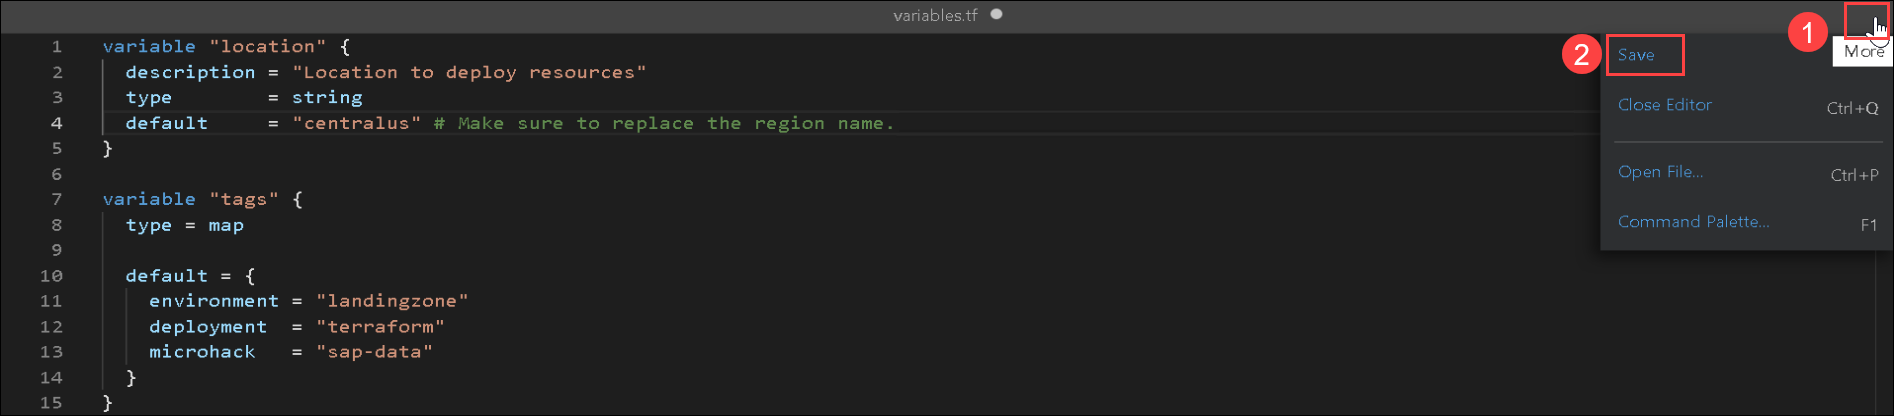 variables.tf ●
1 variable "location" {
2   description = "Location to deploy resources"
3   type        = string
4   default     = "centralus" # Make sure to replace the region name.
5 }
6
7 variable "tags" {
8   type = map
9
10   default = {
11     environment = "landingzone"
12     deployment  = "terraform"
13     microhack   = "sap-data"
14   }
15 }
1
More
2 Save
Close Editor Ctrl+Q
Open File... Ctrl+P
Command Palette... F1